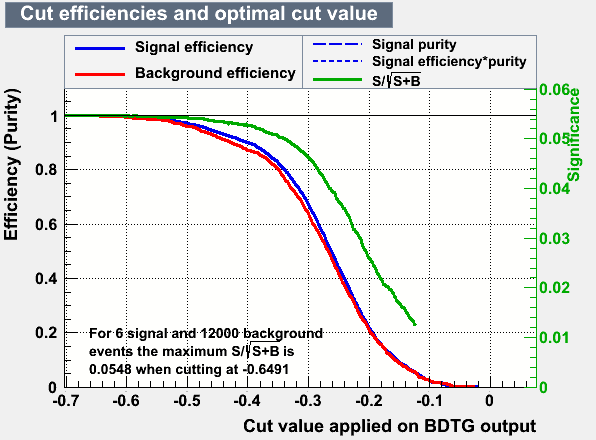 Cut efficiencies and optimal cut value
Signal efficiency
Background efficiency
Signal purity
Signal efficiency*purity
S/√S+B
Efficiency (Purity)
1
0.8
0.6
0.4
0.2
0
0.06
0.05
0.04
0.03
0.02
0.01
0
Significance
For 6 signal and 12000 background
events the maximum S/√S+B is
0.0548 when cutting at -0.6491
-0.7 -0.6 -0.5 -0.4 -0.3 -0.2 -0.1 0
Cut value applied on BDTG output